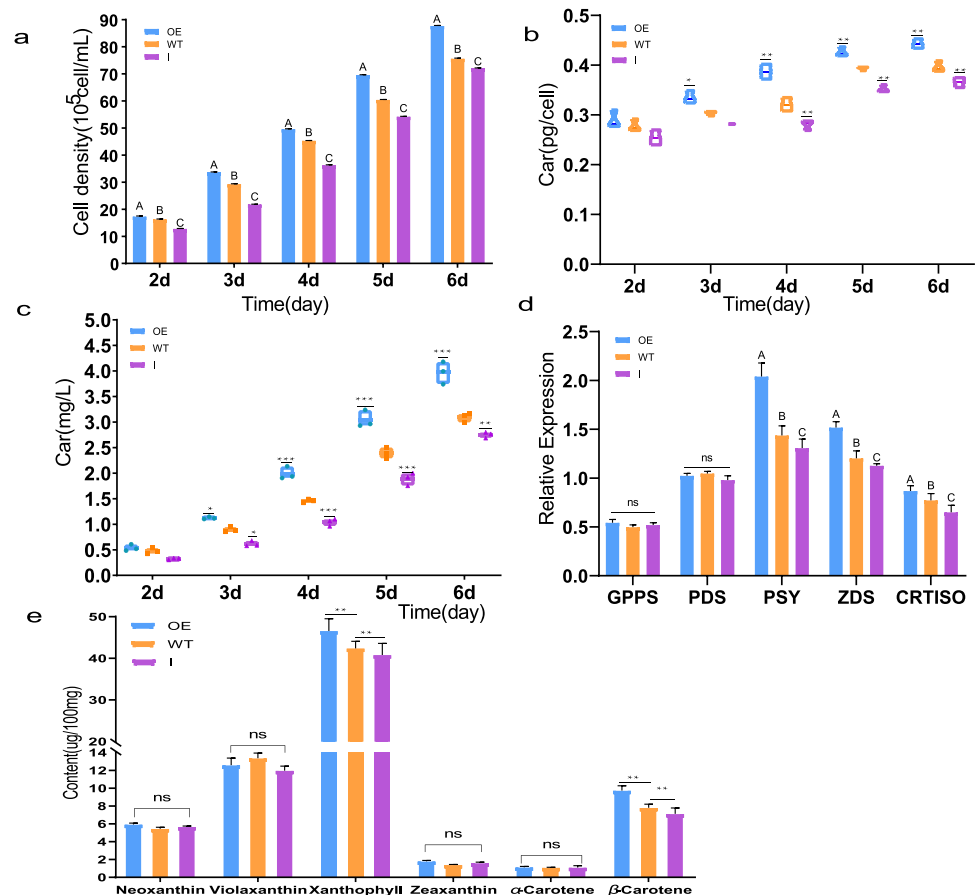 a
Cell density(10⁵cell/mL)
90
80
70
60
50
40
30
20
10
0
OE
WT
I
A B C
A B C
A B C
A B C
A B C
2d 3d 4d 5d 6d
Time(day)
b
Car(pg/cell)
0.5
0.4
0.3
0.2
0.1
0.0
OE
WT
I
*
** **
** **
** **
2d 3d 4d 5d 6d
Time(day)
c
Car(mg/L)
5.0
4.5
4.0
3.5
3.0
2.5
2.0
1.5
1.0
0.5
0.0
OE
WT
I
* *
*** ***
*** ***
*** **
2d 3d 4d 5d 6d
Time(day)
d
Relative Expression
2.5
2.0
1.5
1.0
0.5
0.0
OE
WT
I
ns
ns
A B C
A B C
A B C
GPPS PDS PSY ZDS CRTISO
e
Content(ug/100mg)
50
40
30
20
14
12
10
8
6
4
2
0
OE
WT
I
ns
ns
** **
ns
ns
** **
Neoxanthin Violaxanthin Xanthophyll Zeaxanthin α-Carotene β-Carotene